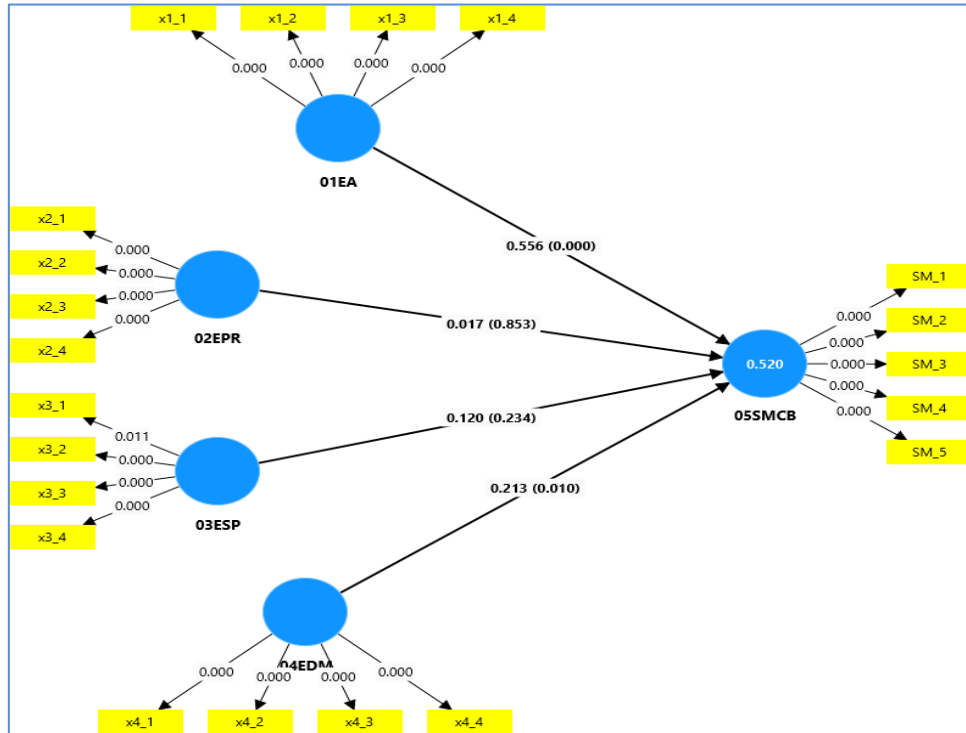 x1_1 x1_2 x1_3 x1_4
0.000 0.000 0.000 0.000
01EA
x2_1
x2_2
x2_3
x2_4
0.000
0.000
0.000
0.000
02EPR
x3_1
x3_2
x3_3
x3_4
0.011
0.000
0.000
0.000
03ESP
04EDM
0.000 0.000 0.000 0.000
x4_1 x4_2 x4_3 x4_4
0.556 (0.000)
0.017 (0.853)
0.120 (0.234)
0.213 (0.010)
0.520
05SMCB
0.000
0.000
0.000
0.000
0.000
SM_1
SM_2
SM_3
SM_4
SM_5